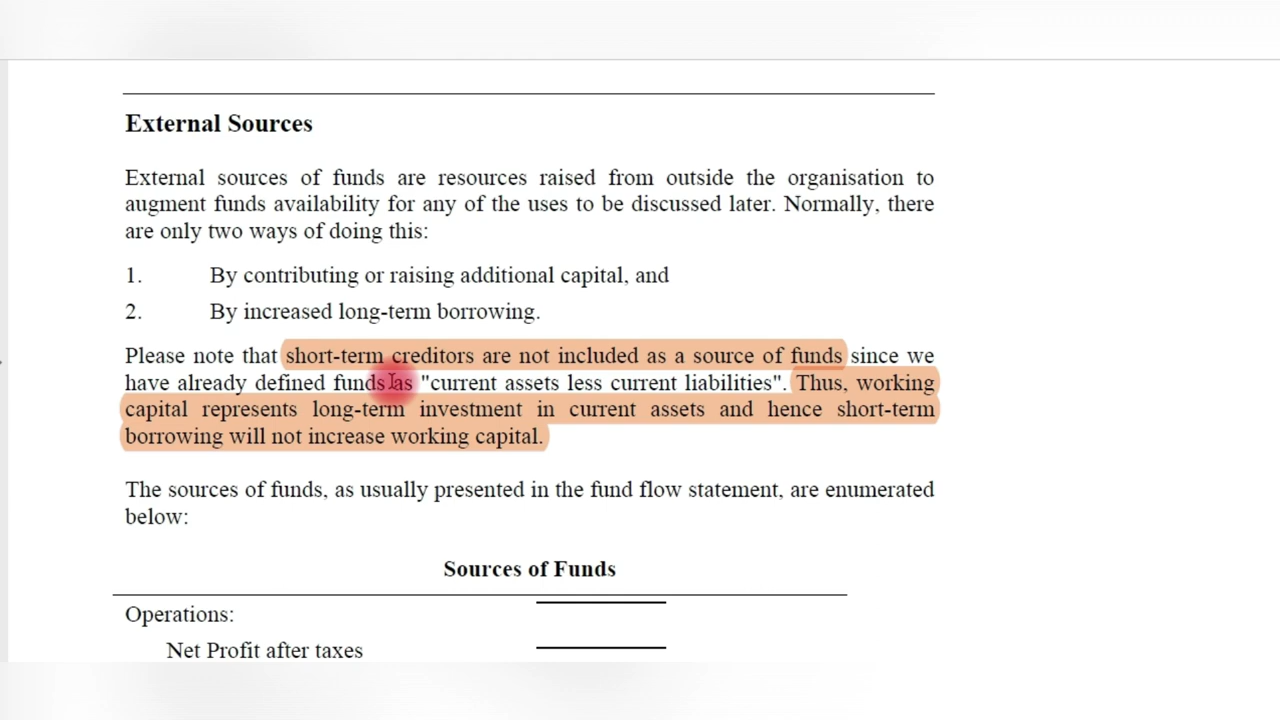 External Sources
External sources of funds are resources raised from outside the organisation to
augment funds availability for any of the uses to be discussed later. Normally, there
are only two ways of doing this:
1. By contributing or raising additional capital, and
2. By increased long-term borrowing.
Please note that short-term creditors are not included as a source of funds since we
have already defined funds as "current assets less current liabilities". Thus, working
capital represents long-term investment in current assets and hence short-term
borrowing will not increase working capital.
The sources of funds, as usually presented in the fund flow statement, are enumerated
below:
Sources of Funds
Operations:
Net Profit after taxes